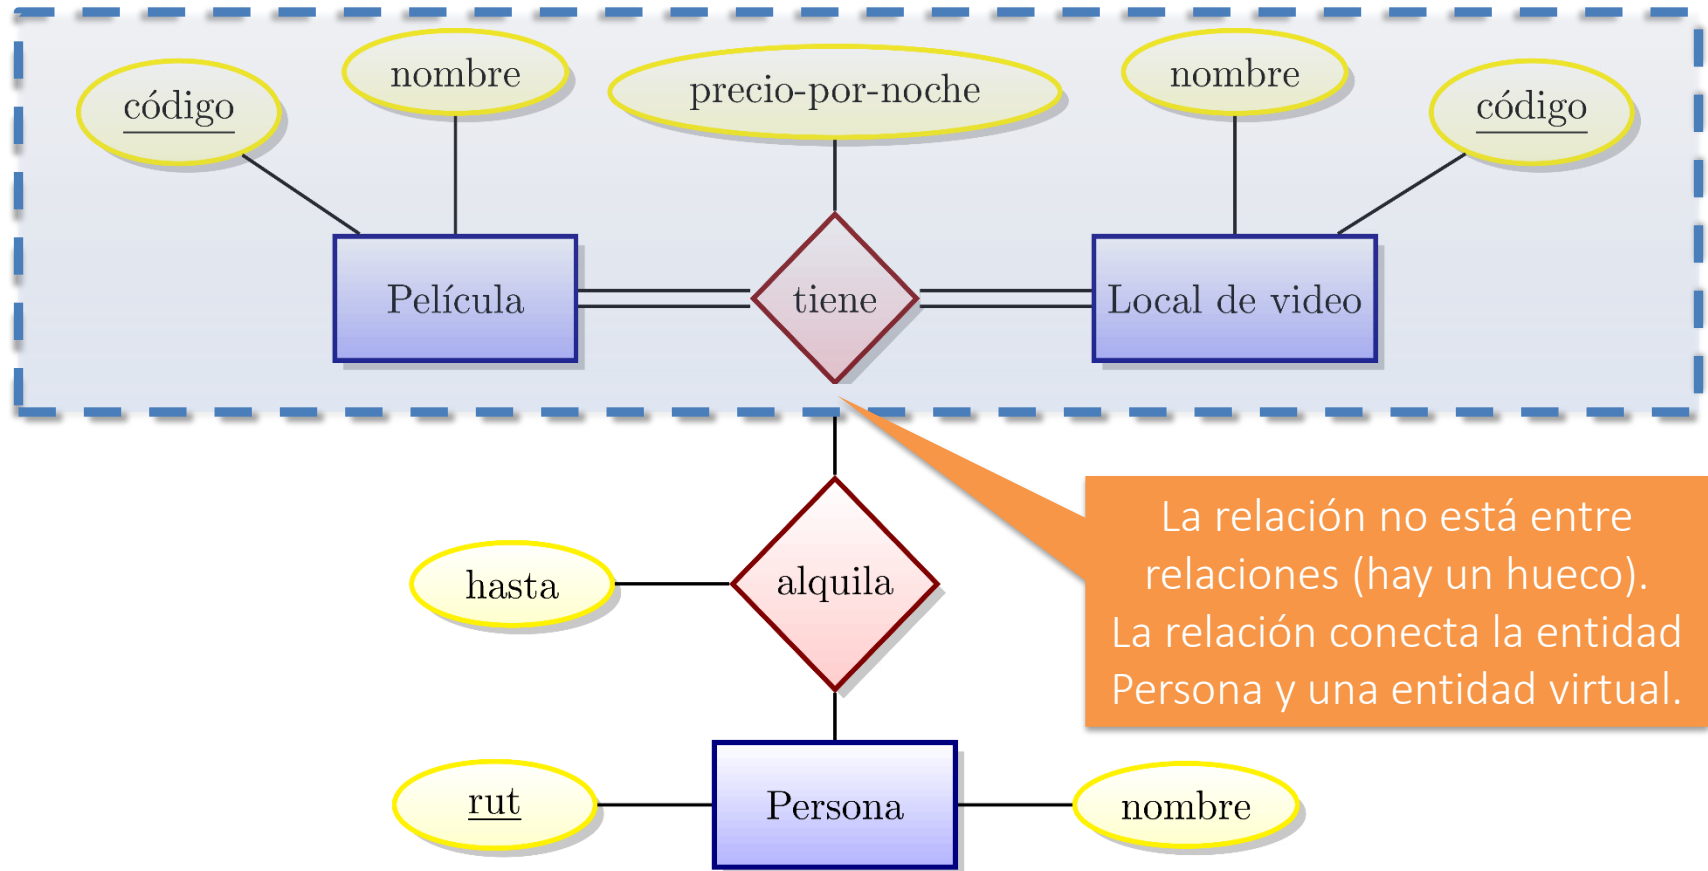 código
nombre
precio-por-noche
nombre
código
Película
tiene
Local de video
La relación no está entre
relaciones (hay un hueco).
La relación conecta la entidad
Persona y una entidad virtual.
hasta
alquila
rut
Persona
nombre